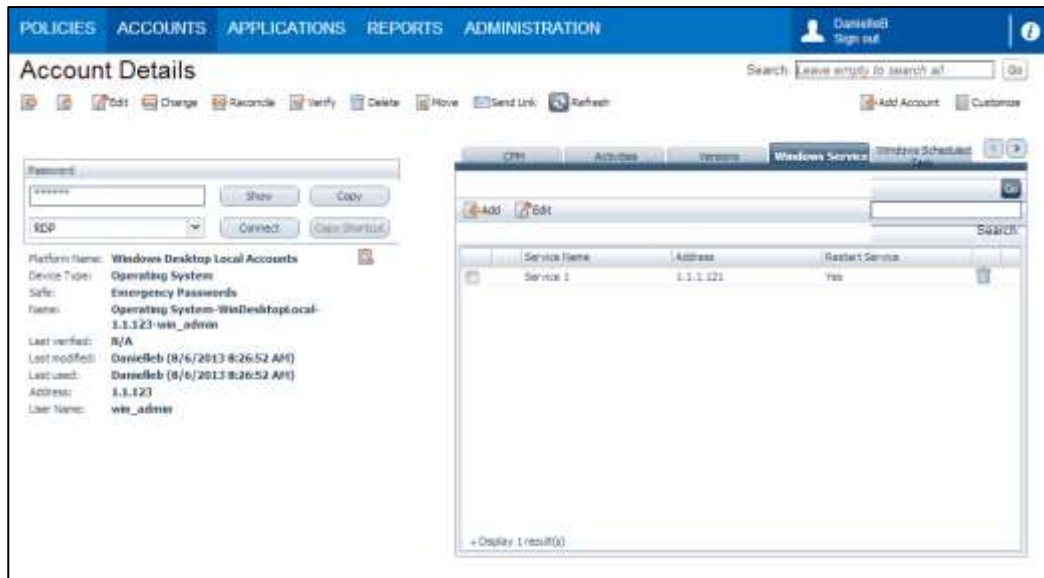 POLICIES ACCOUNTS APPLICATIONS REPORTS ADMINISTRATION
DanielleB
Sign out
Account Details
Search: Leave empty to search all Go
Edit Change Reconcile Verify Delete Move Send Link Refresh
Add Account Customize
CPM Activities Versions Windows Service Windows Scheduled Task
Password
******
Show Copy
RDP Connect Copy Shortcut
Go
Add Edit
Search
Platform Name: Windows Desktop Local Accounts
Device Type: Operating System
Safe: Emergency Passwords
Name: Operating System-WinDesktopLocal-
1.1.123-win_admin
Last verified: N/A
Last modified: Danielleb (8/6/2013 8:26:52 AM)
Last used: Danielleb (8/6/2013 8:26:52 AM)
Address: 1.1.123
User Name: win_admin
Service Name Address Restart Service
Service 1 1.1.1.121 Yes
Display 1 result(s)